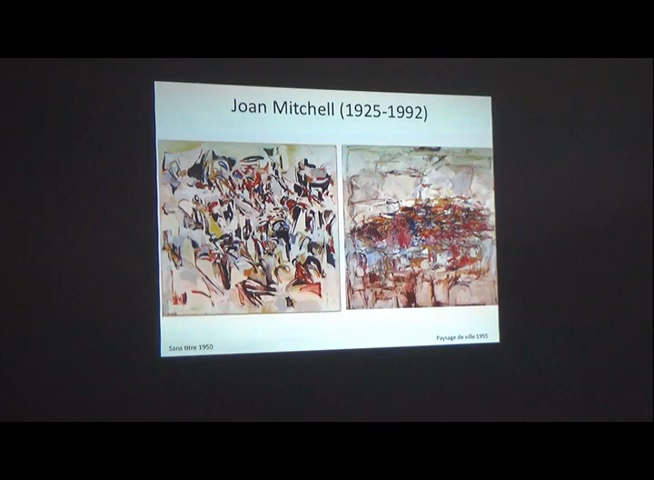 Joan Mitchell (1925-1992)
Sans titre 1950
Paysage de ville 1955